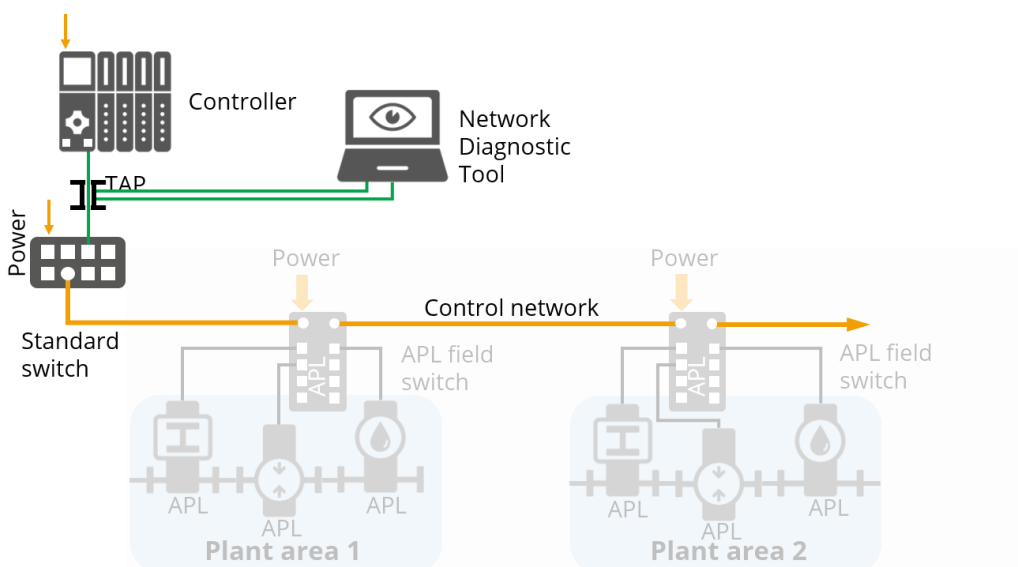 Controller
Network
Diagnostic
Tool
TAP
Power
Power
Power
Control network
Standard
switch
APL
APL field
switch
APL
APL field
switch
APL
APL
APL
APL
APL
APL
Plant area 1
Plant area 2